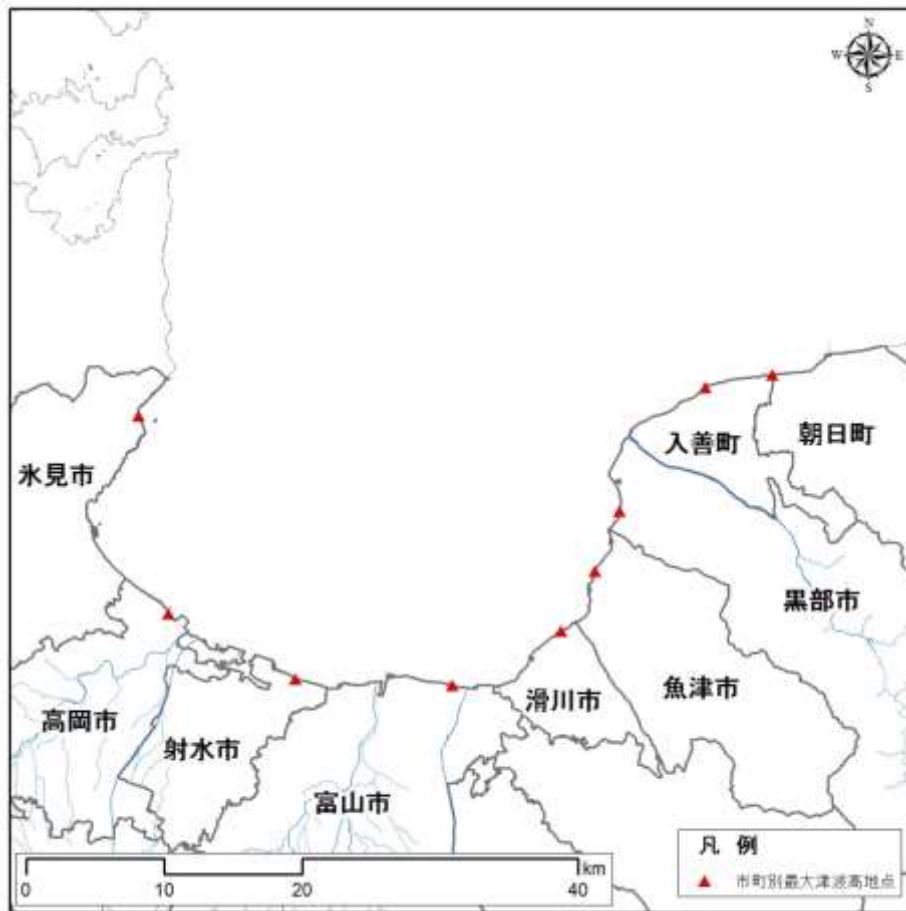 N
W E
S
入善町
朝日町
氷見市
黒部市
魚津市
滑川市
高岡市
射水市
富山市
凡 例
市町別最大津波高地点
km
0 10 20 40